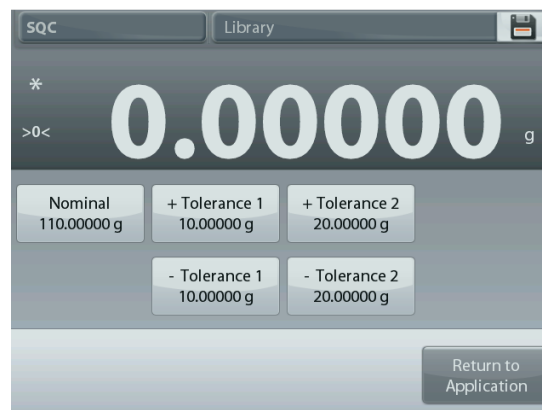 SQC
Library
*
>0<
0.00000 g
Nominal
110.00000 g
+ Tolerance 1
10.00000 g
+ Tolerance 2
20.00000 g
- Tolerance 1
10.00000 g
- Tolerance 2
20.00000 g
Return to
Application